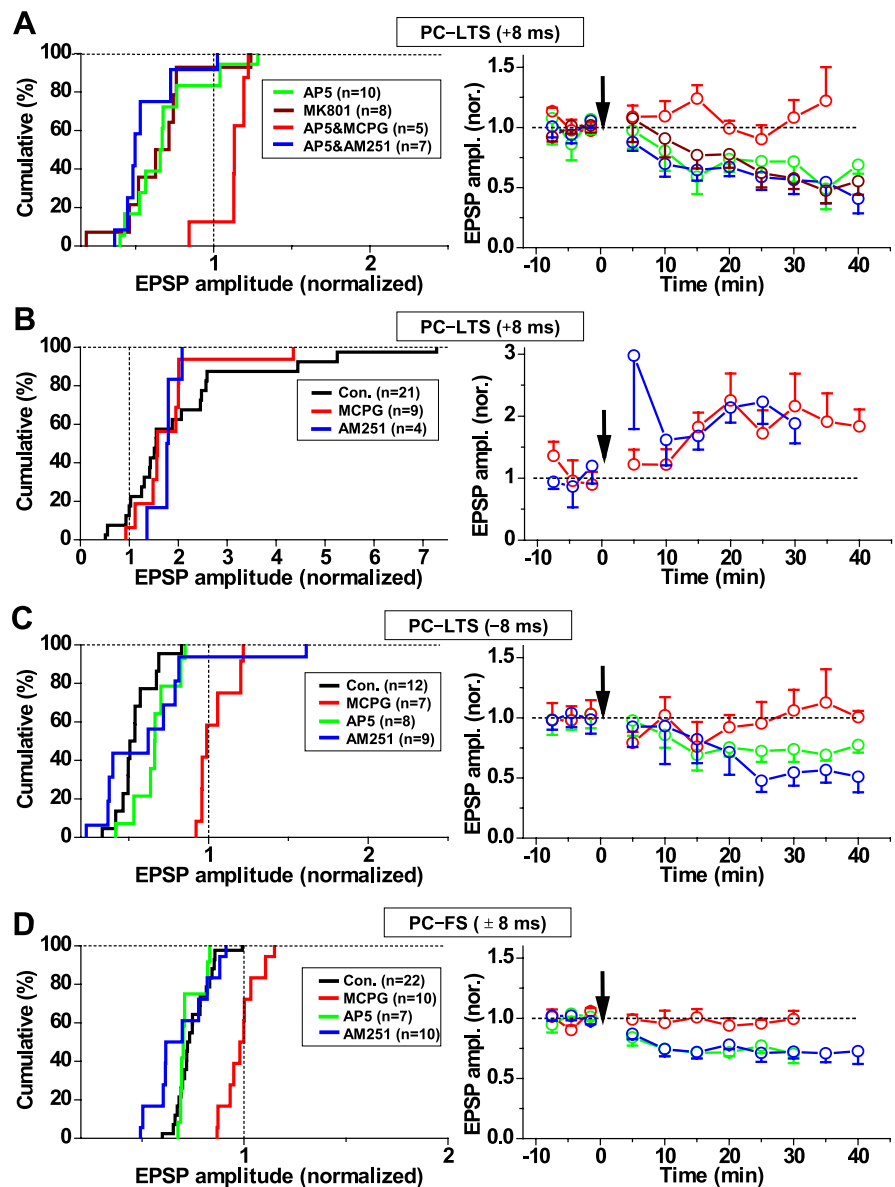 A
PC–LTS (+8 ms)
Cumulative (%)
100
80
60
40
20
0
AP5 (n=10)
MK801 (n=8)
AP5&MCPG (n=5)
AP5&AM251 (n=7)
1
2
EPSP amplitude (normalized)
EPSP ampl. (nor.)
1.5
1.0
0.5
0.0
-10
0
10
20
30
40
Time (min)
B
PC–LTS (+8 ms)
Cumulative (%)
100
80
60
40
20
0
Con. (n=21)
MCPG (n=9)
AM251 (n=4)
0
1
2
3
4
5
6
7
EPSP amplitude (normalized)
EPSP ampl. (nor.)
3
2
1
0
-10
0
10
20
30
40
Time (min)
C
PC–LTS (–8 ms)
Cumulative (%)
100
80
60
40
20
0
Con. (n=12)
MCPG (n=7)
AP5 (n=8)
AM251 (n=9)
1
2
EPSP amplitude (normalized)
EPSP ampl. (nor.)
1.5
1.0
0.5
0.0
-10
0
10
20
30
40
Time (min)
D
PC–FS ( ± 8 ms)
Cumulative (%)
100
80
60
40
20
0
Con. (n=22)
MCPG (n=10)
AP5 (n=7)
AM251 (n=10)
1
2
EPSP amplitude (normalized)
EPSP ampl. (nor.)
1.5
1.0
0.5
0.0
-10
0
10
20
30
40
Time (min)